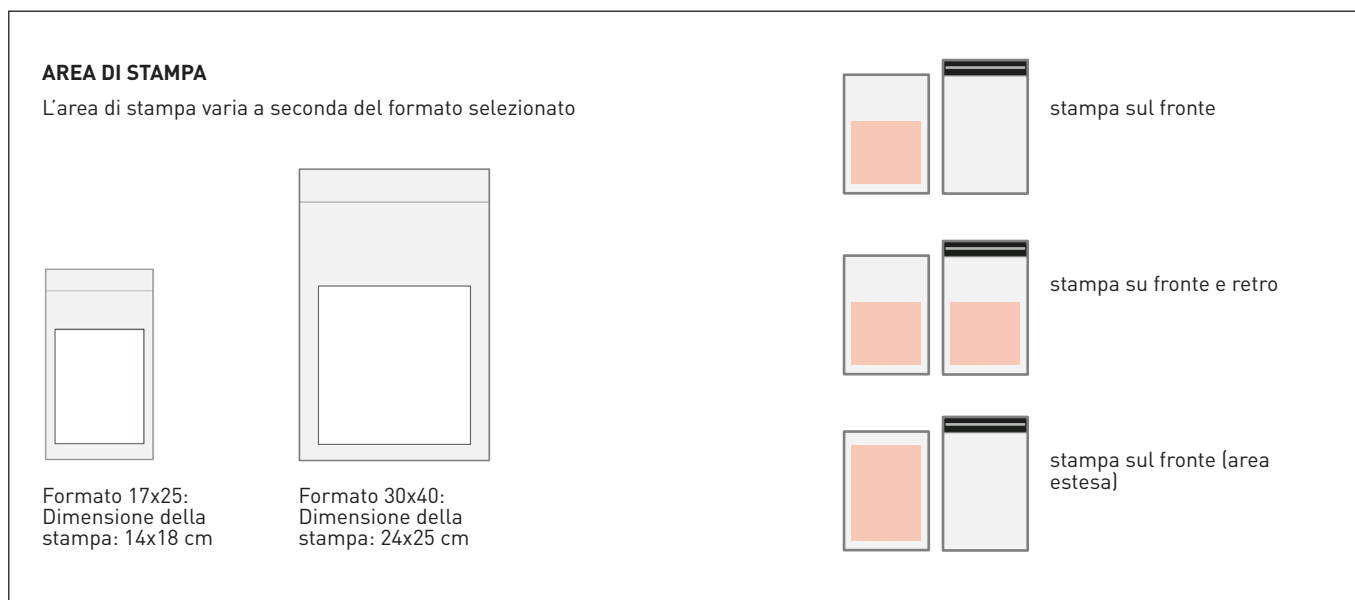 AREA DI STAMPA
L'area di stampa varia a seconda del formato selezionato
Formato 17x25:
Dimensione della
stampa: 14x18 cm
Formato 30x40:
Dimensione della
stampa: 24x25 cm
stampa sul fronte
stampa su fronte e retro
stampa sul fronte (area
estesa)